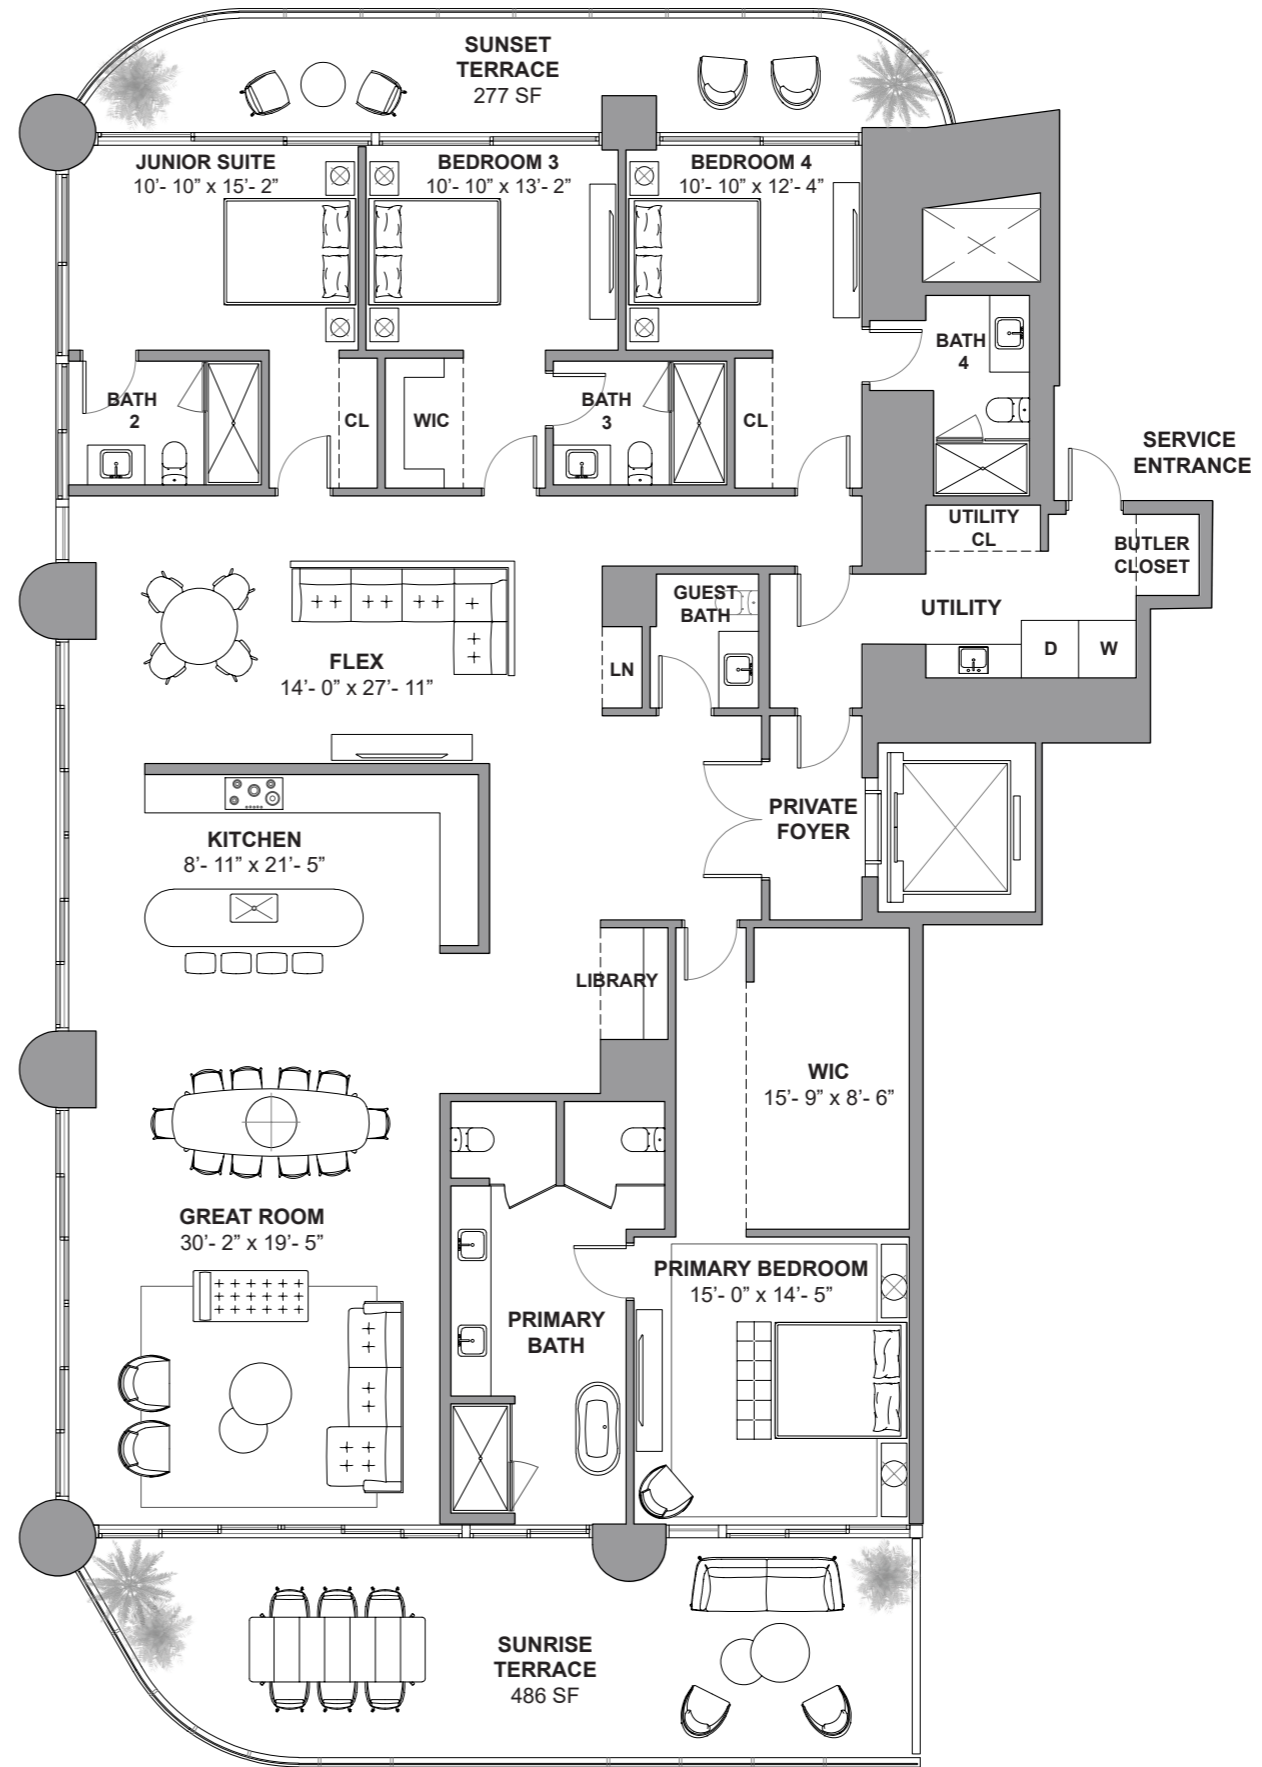 SUNSET
TERRACE
277 SF
JUNIOR SUITE
10’- 10” x 15’- 2”
BEDROOM 3
10’- 10” x 13’- 2”
BEDROOM 4
10’- 10” x 12’- 4”
BATH
4
BATH
2
CL
WIC
BATH
3
CL
SERVICE
ENTRANCE
UTILITY
CL
BUTLER
CLOSET
GUEST
BATH
UTILITY
D
W
LN
FLEX
14’- 0” x 27’- 11”
PRIVATE
FOYER
KITCHEN
8’- 11” x 21’- 5”
LIBRARY
WIC
15’- 9” x 8’- 6”
GREAT ROOM
30’- 2” x 19’- 5”
PRIMARY BEDROOM
15’- 0” x 14’- 5”
PRIMARY
BATH
SUNRISE
TERRACE
486 SF